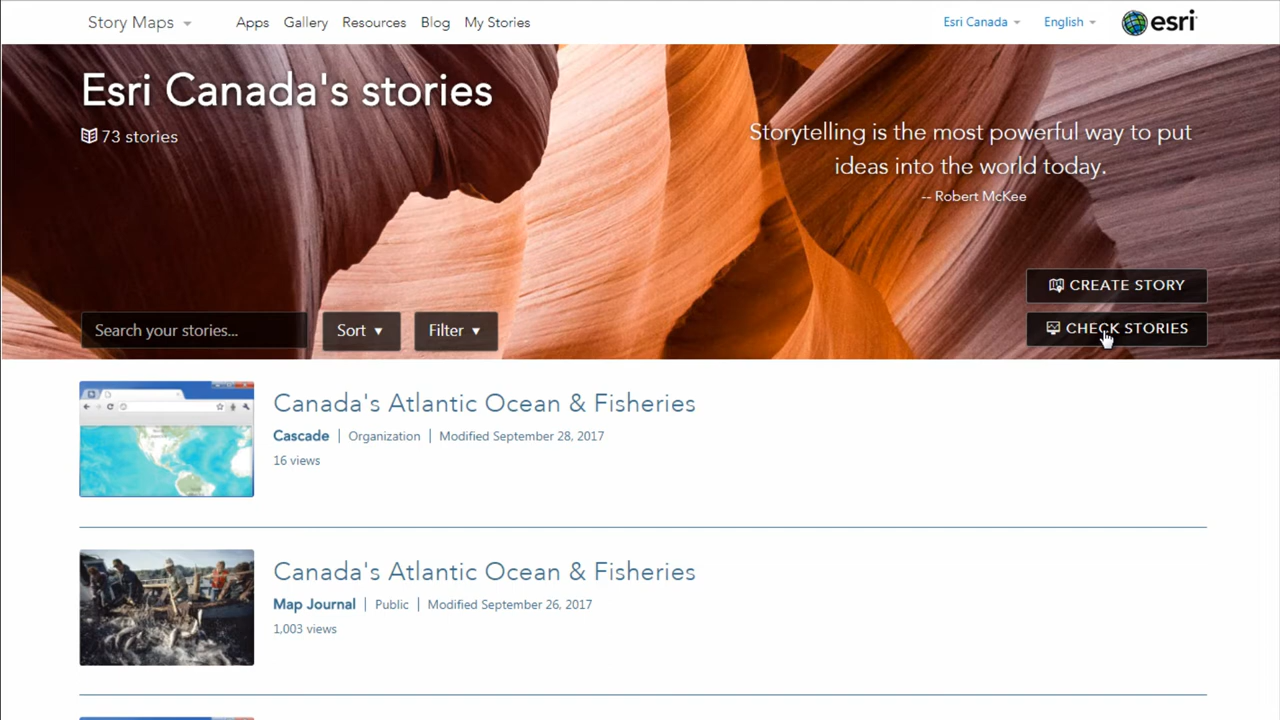 Story Maps
Apps Gallery Resources Blog My Stories
Esri Canada English esri
Esri Canada's stories
73 stories
Storytelling is the most powerful way to put
ideas into the world today.
-- Robert McKee
CREATE STORY
Search your stories... Sort Filter
CHECK STORIES
Canada's Atlantic Ocean & Fisheries
Cascade | Organization | Modified September 28, 2017
16 views
Canada's Atlantic Ocean & Fisheries
Map Journal | Public | Modified September 26, 2017
1,003 views